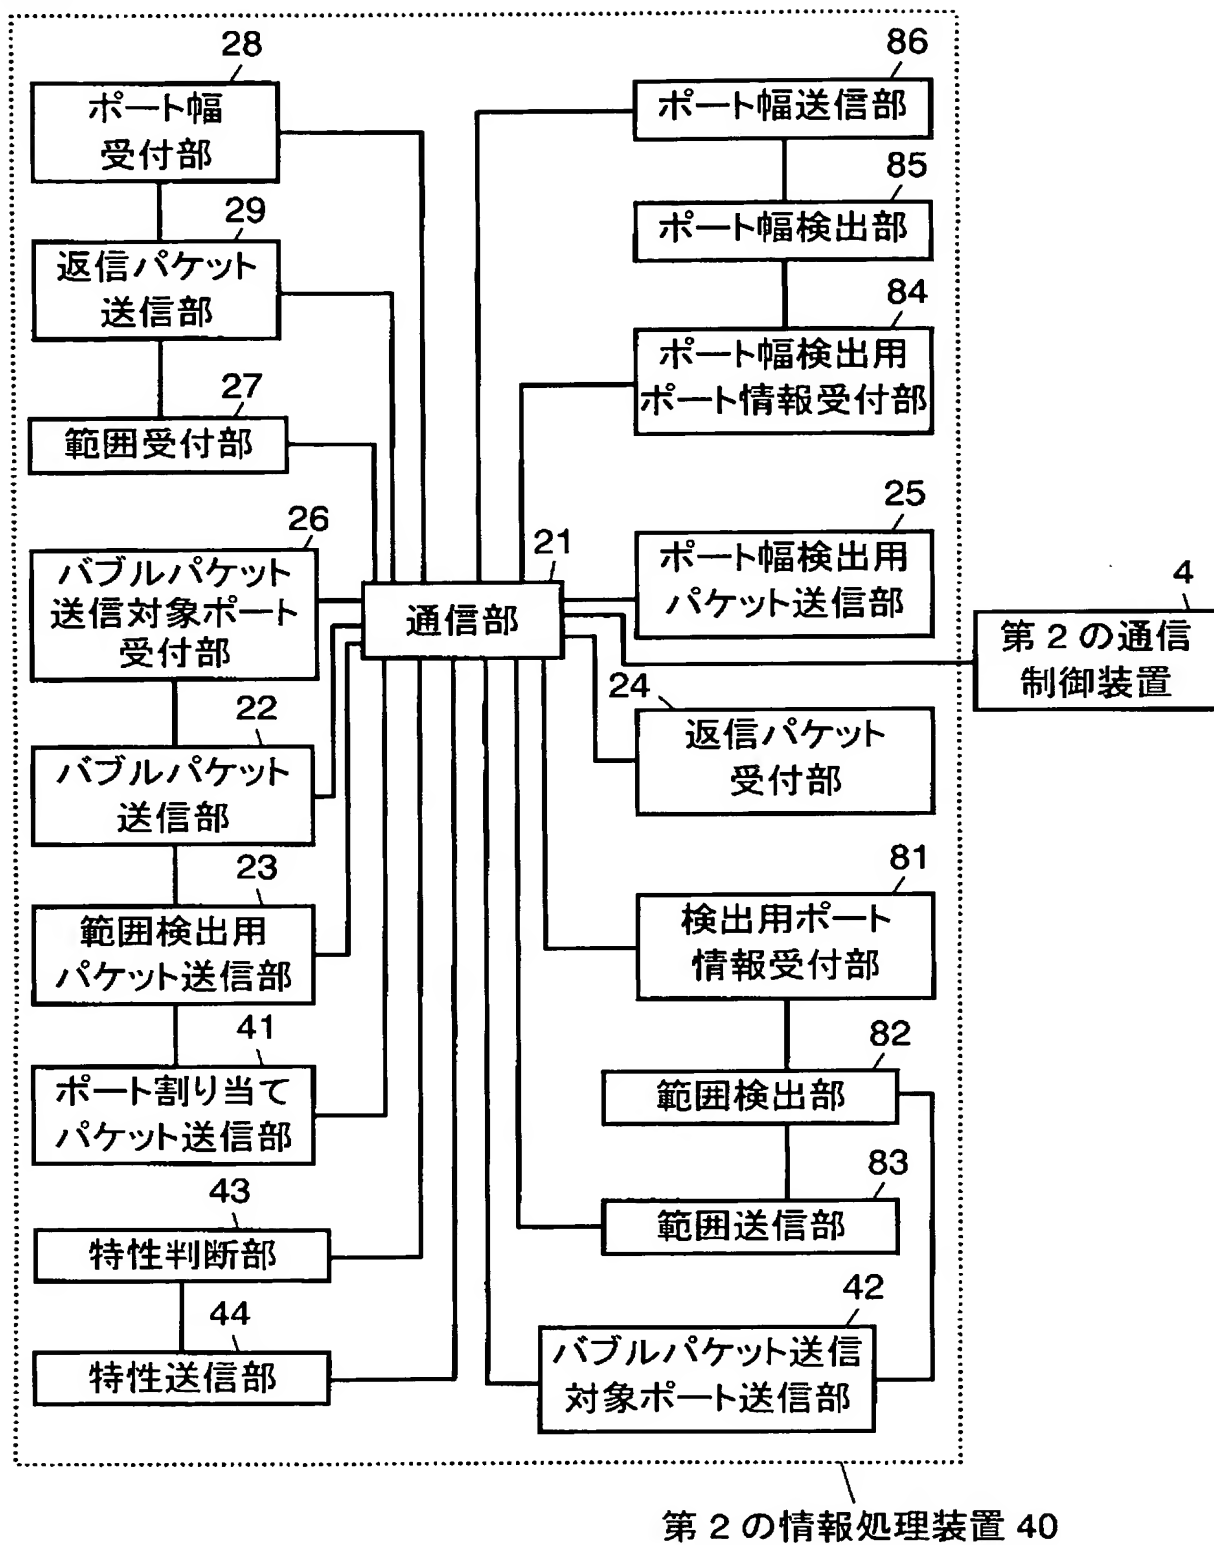 28
ポート幅
受付部
29
返信パケット
送信部
27
範囲受付部
26
バブルパケット
送信対象ポート
受付部
22
バブルパケット
送信部
23
範囲検出用
パケット送信部
41
ポート割り当て
パケット送信部
43
特性判断部
44
特性送信部
21
通信部
86
ポート幅送信部
85
ポート幅検出部
84
ポート幅検出用
ポート情報受付部
25
ポート幅検出用
パケット送信部
24
返信パケット
受付部
81
検出用ポート
情報受付部
82
範囲検出部
83
範囲送信部
42
バブルパケット送信
対象ポート送信部
4
第2の通信
制御装置
第2の情報処理装置 40